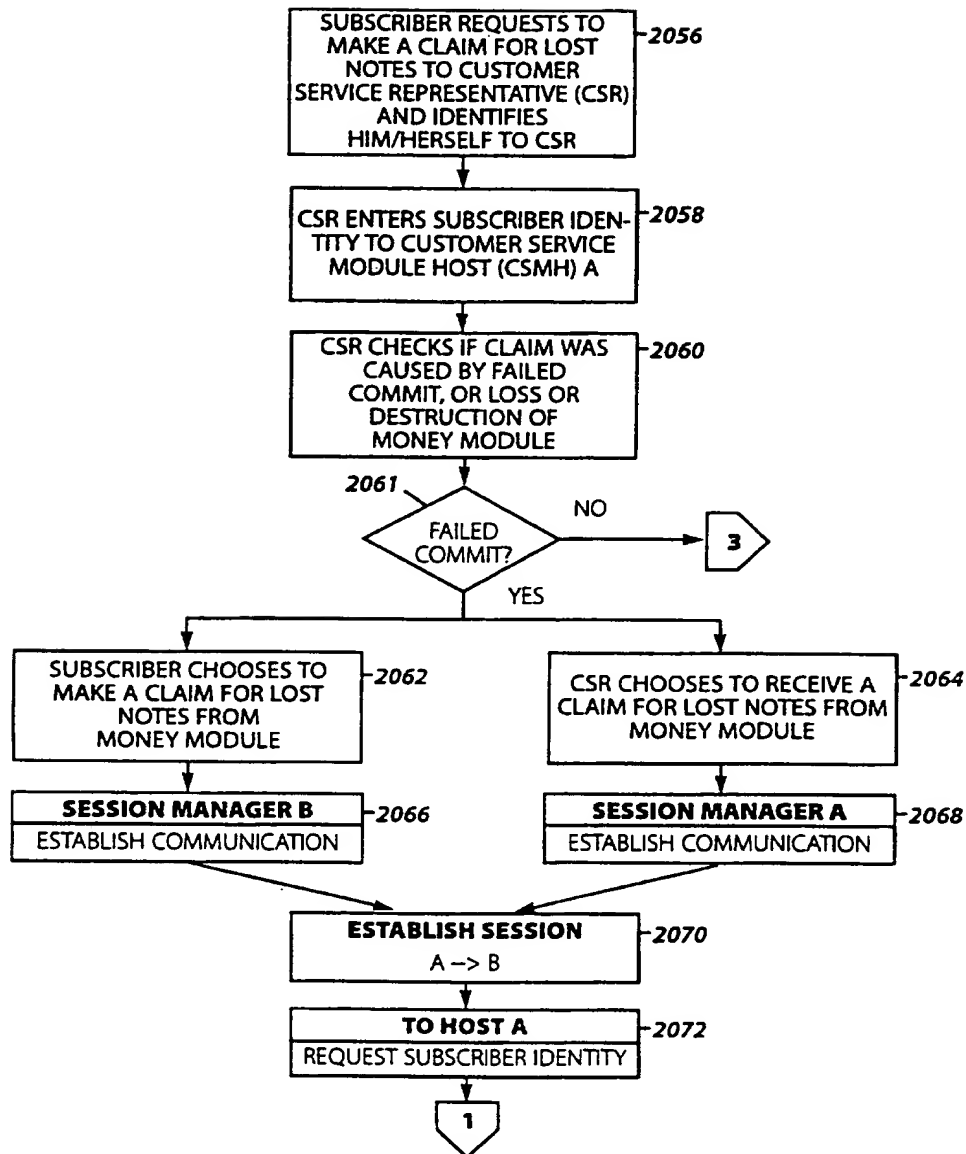 SUBSCRIBER REQUESTS TO
MAKE A CLAIM FOR LOST
NOTES TO CUSTOMER
SERVICE REPRESENTATIVE (CSR)
AND IDENTIFIES
HIM/HERSELF TO CSR
2056
CSR ENTERS SUBSCRIBER IDEN-
TITY TO CUSTOMER SERVICE
MODULE HOST (CSMH) A
2058
CSR CHECKS IF CLAIM WAS
CAUSED BY FAILED
COMMIT, OR LOSS OR
DESTRUCTION OF
MONEY MODULE
2060
2061
FAILED
COMMIT?
NO
3
YES
SUBSCRIBER CHOOSES TO
MAKE A CLAIM FOR LOST
NOTES FROM
MONEY MODULE
2062
CSR CHOOSES TO RECEIVE A
CLAIM FOR LOST NOTES FROM
MONEY MODULE
2064
SESSION MANAGER B
ESTABLISH COMMUNICATION
2066
SESSION MANAGER A
ESTABLISH COMMUNICATION
2068
ESTABLISH SESSION
A —> B
2070
TO HOST A
REQUEST SUBSCRIBER IDENTITY
2072
1